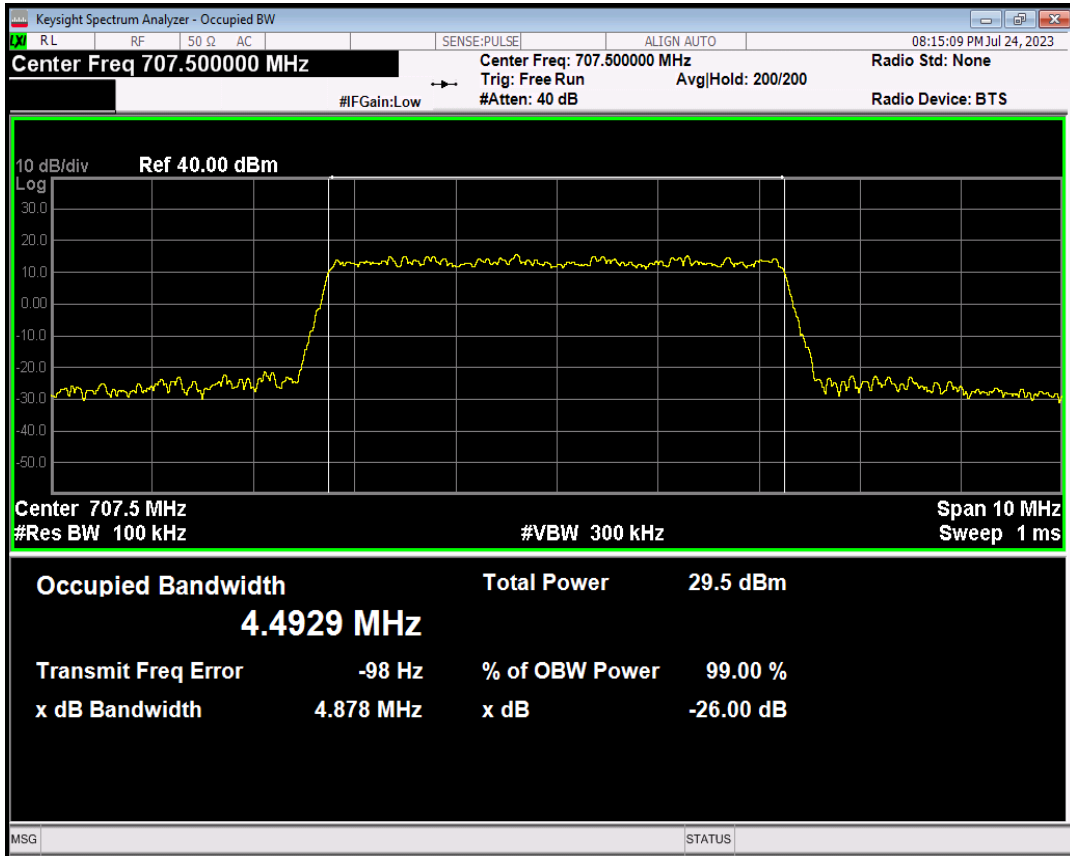 Keysight Spectrum Analyzer - Occupied BW
LXI RL RF 50 Ω AC SENSE:PULSE ALIGN AUTO 08:15:09 PM Jul 24, 2023
Center Freq 707.500000 MHz Center Freq: 707.500000 MHz Radio Std: None
Trig: Free Run Avg|Hold: 200/200
#IFGain:Low #Atten: 40 dB Radio Device: BTS
10 dB/div Ref 40.00 dBm
Log
30.0
20.0
10.0
0.00
-10.0
-20.0
-30.0
-40.0
-50.0
Center 707.5 MHz Span 10 MHz
#Res BW 100 kHz #VBW 300 kHz Sweep 1 ms
Occupied Bandwidth Total Power 29.5 dBm
4.4929 MHz
Transmit Freq Error -98 Hz % of OBW Power 99.00 %
x dB Bandwidth 4.878 MHz x dB -26.00 dB
MSG STATUS